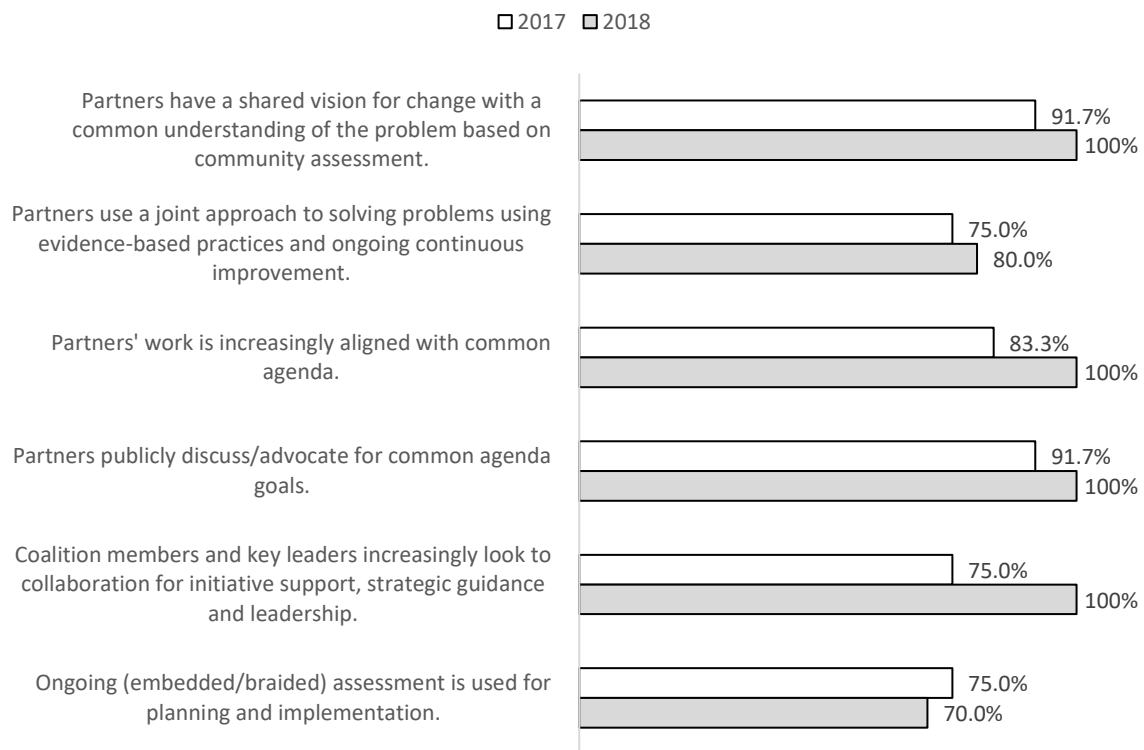 2017 2018
Partners have a shared vision for change with a
common understanding of the problem based on
community assessment.
91.7%
100%
Partners use a joint approach to solving problems using
evidence-based practices and ongoing continuous
improvement.
75.0%
80.0%
Partners' work is increasingly aligned with common
agenda.
83.3%
100%
Partners publicly discuss/advocate for common agenda
goals.
91.7%
100%
Coalition members and key leaders increasingly look to
collaboration for initiative support, strategic guidance
and leadership.
75.0%
100%
Ongoing (embedded/braided) assessment is used for
planning and implementation.
75.0%
70.0%